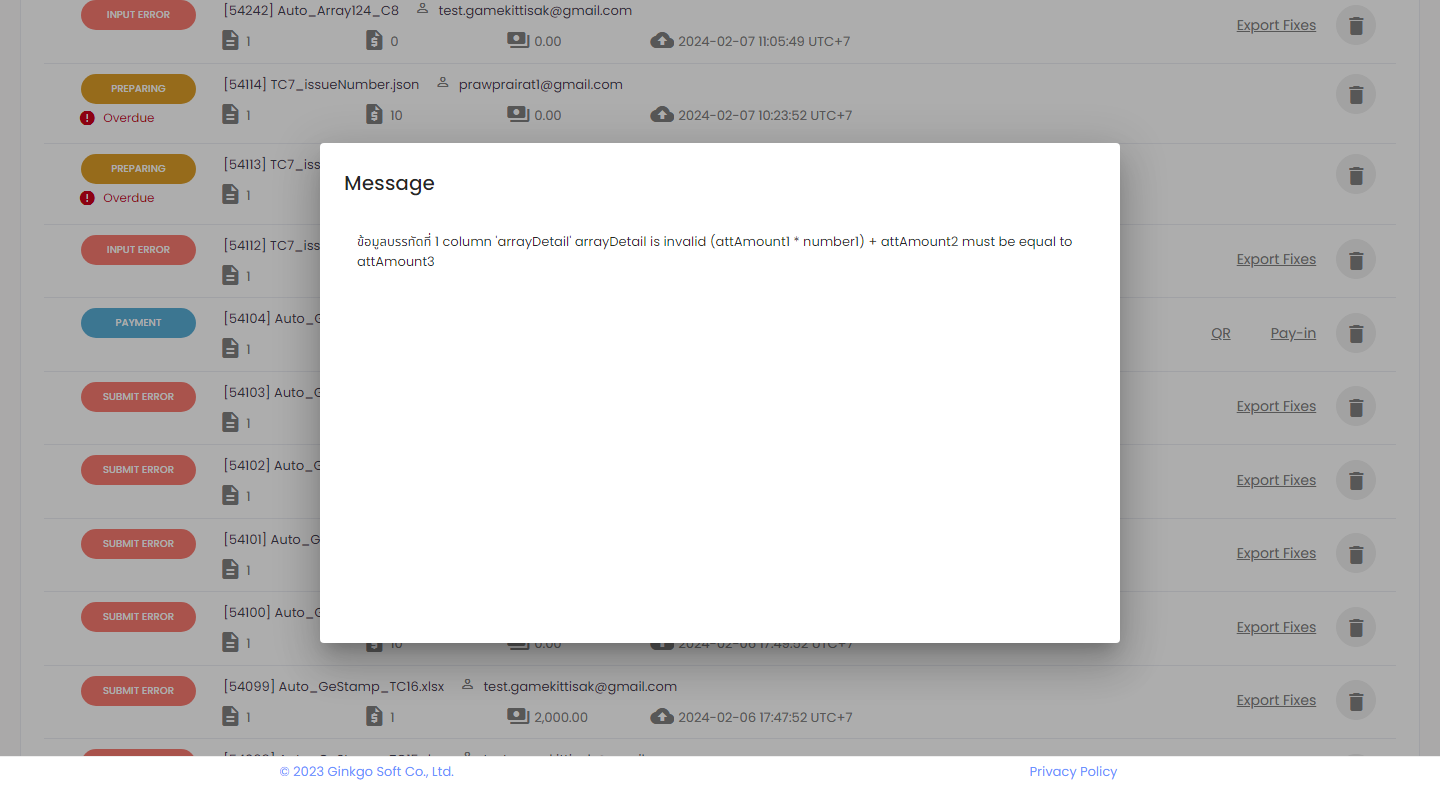 INPUT ERROR [54242] Auto_Array124_C8 test.gamekittisak@gmail.com Export Fixes
1 0 0.00 2024-02-07 11:05:49 UTC+7
PREPARING [54114] TC7_issueNumber.json prawprairat1@gmail.com
Overdue 1 10 0.00 2024-02-07 10:23:52 UTC+7
PREPARING [54113] TC7_iss
Overdue 1
Message
ข้อมูลบรรทัดที่ 1 column 'arrayDetail' arrayDetail is invalid (attAmount1 * number1) + attAmount2 must be equal to
attAmount3
INPUT ERROR [54112] TC7_iss Export Fixes
1
PAYMENT [54104] Auto_G QR Pay-in
1
SUBMIT ERROR [54103] Auto_G Export Fixes
1
SUBMIT ERROR [54102] Auto_G Export Fixes
1
SUBMIT ERROR [54101] Auto_G Export Fixes
1
SUBMIT ERROR [54100] Auto_G Export Fixes
1 10 0.00 2024-02-06 17:49:52 UTC+7
SUBMIT ERROR [54099] Auto_GeStamp_TC16.xlsx test.gamekittisak@gmail.com Export Fixes
1 1 2,000.00 2024-02-06 17:47:52 UTC+7
© 2023 Ginkgo Soft Co., Ltd. Privacy Policy